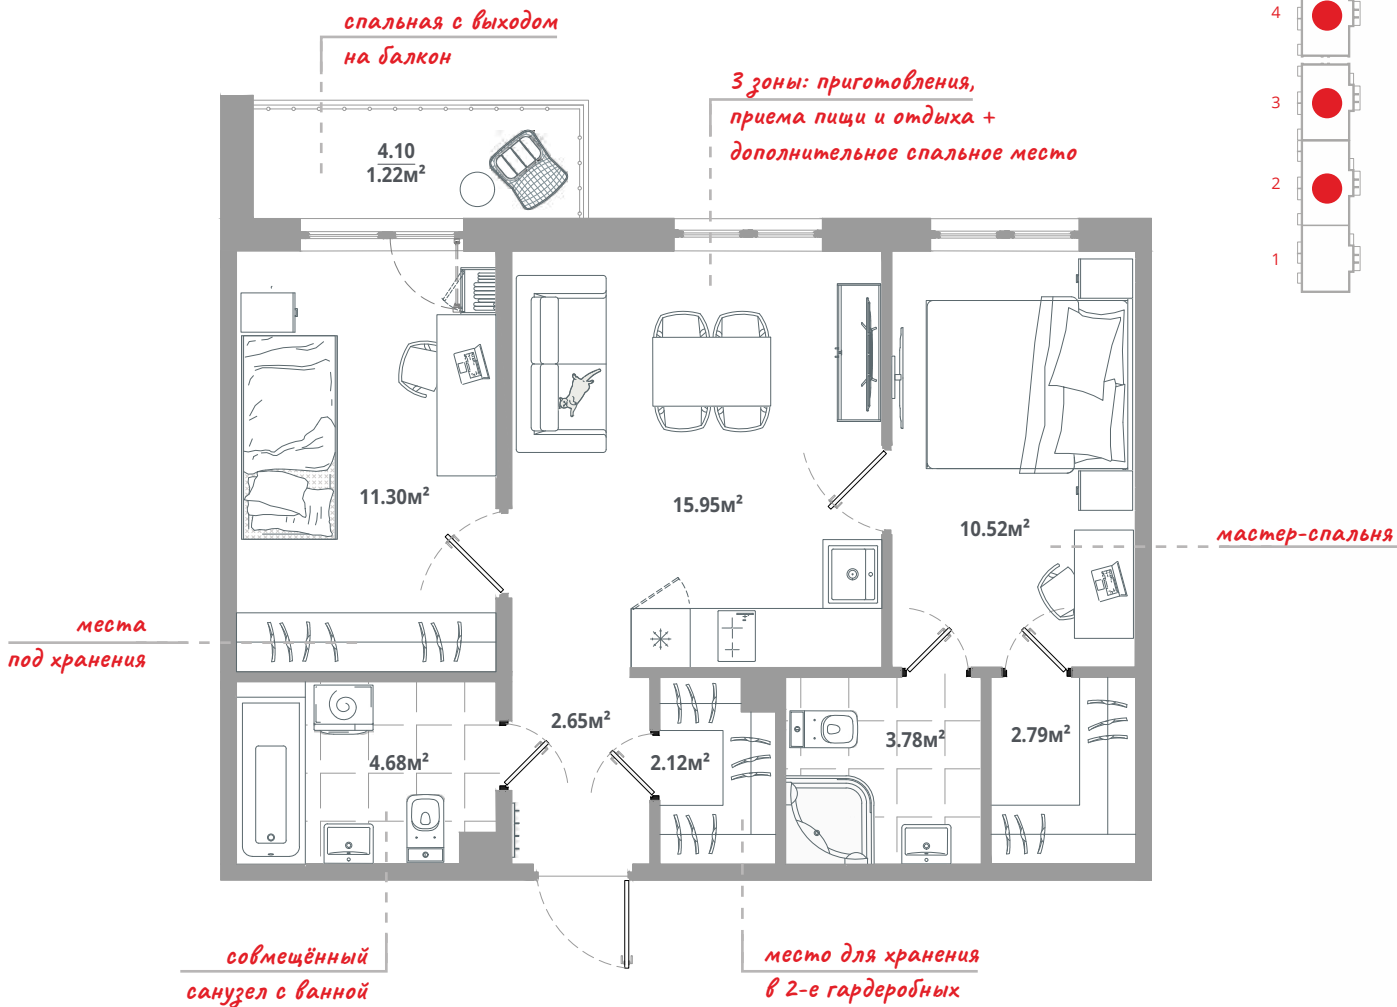 спальная с выходом
на балкон
3 зоны: приготовления,
приема пищи и отдыха +
дополнительное спальное место
4
3
2
1
4.10
1.22м²
11.30м²
15.95м²
10.52м²
мастер-спальня
места
под хранения
2.65м²
4.68м²
2.12м²
3.78м²
2.79м²
совмещённый
санузел с ванной
место для хранения
в 2-е гардеробных